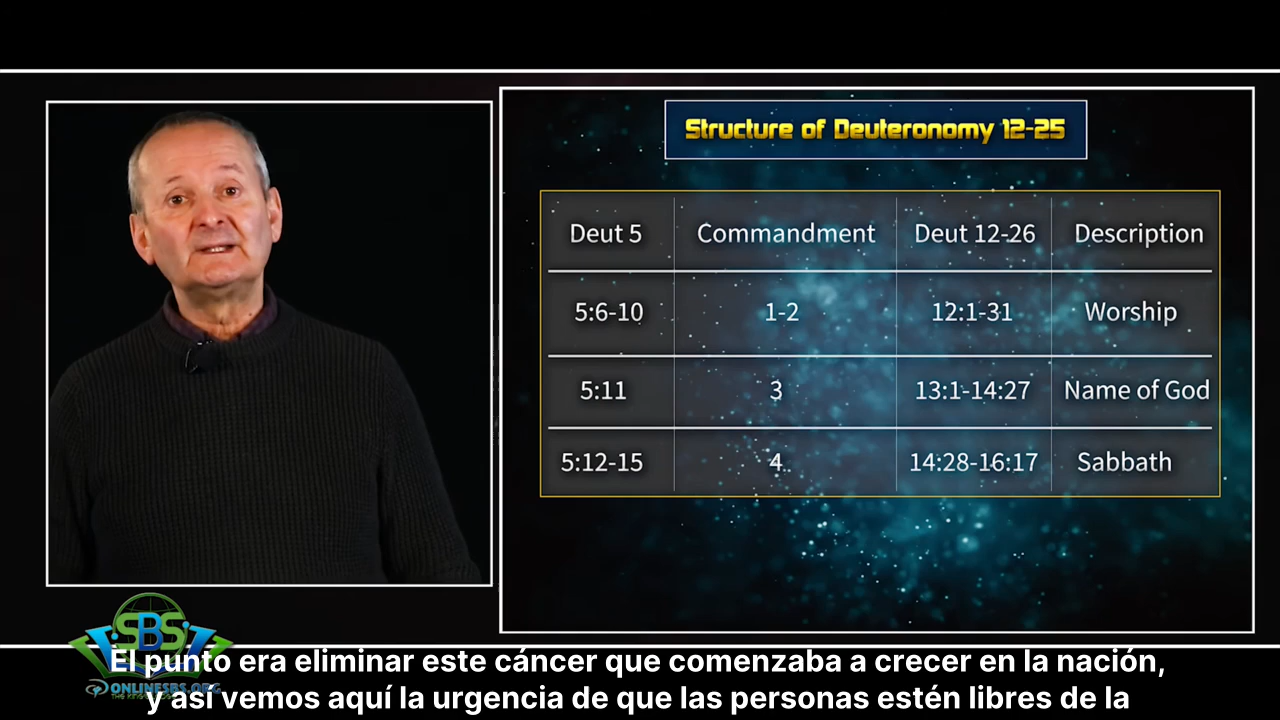 Structure of Deuteronomy 12-25
Deut 5 Commandment Deut 12-26 Description
5:6-10 1-2 12:1-31 Worship
5:11 3 13:1-14:27 Name of God
5:12-15 4 14:28-16:17 Sabbath
SBS
ONLINESBS.ORG
El punto era eliminar este cáncer que comenzaba a crecer en la nación,
y así vemos aquí la urgencia de que las personas estén libres de la